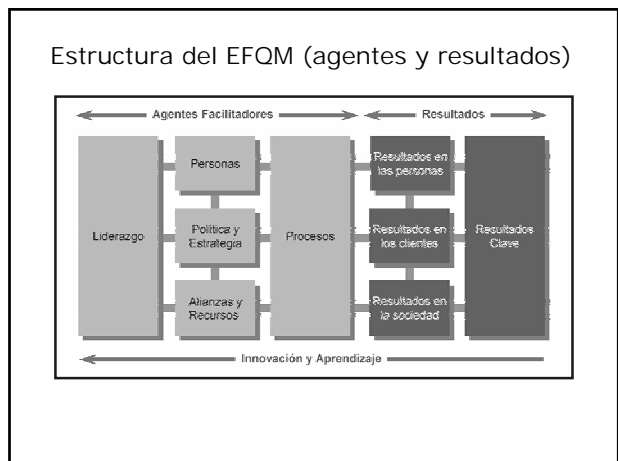 Estructura del EFQM (agentes y resultados)
Agentes Facilitadores
Resultados
Liderazgo
Personas
Política y
Estrategia
Alianzas y
Recursos
Procesos
Resultados en
las personas
Resultados en
los clientes
Resultados en
la sociedad
Resultados
Clave
Innovación y Aprendizaje